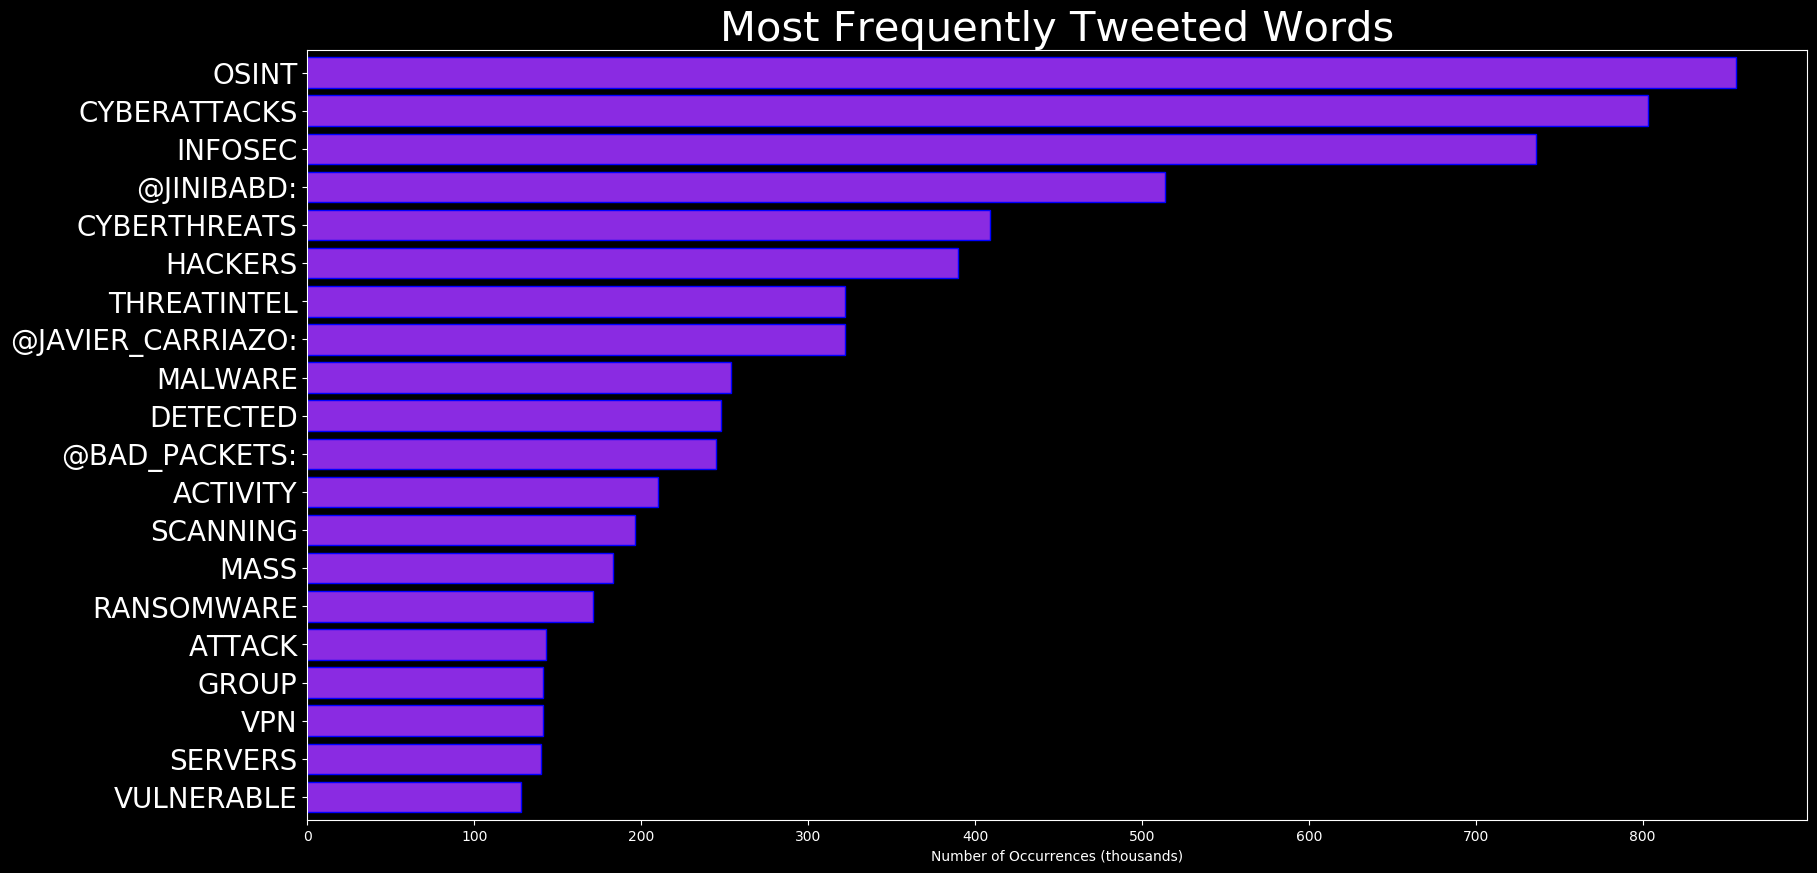 Most Frequently Tweeted Words
OSINT
CYBERATTACKS
INFOSEC
@JINIBABD:
CYBERTHREATS
HACKERS
THREATINTEL
@JAVIER_CARRIAZO:
MALWARE
DETECTED
@BAD_PACKETS:
ACTIVITY
SCANNING
MASS
RANSOMWARE
ATTACK
GROUP
VPN
SERVERS
VULNERABLE
0 100 200 300 400 500 600 700 800
Number of Occurrences (thousands)